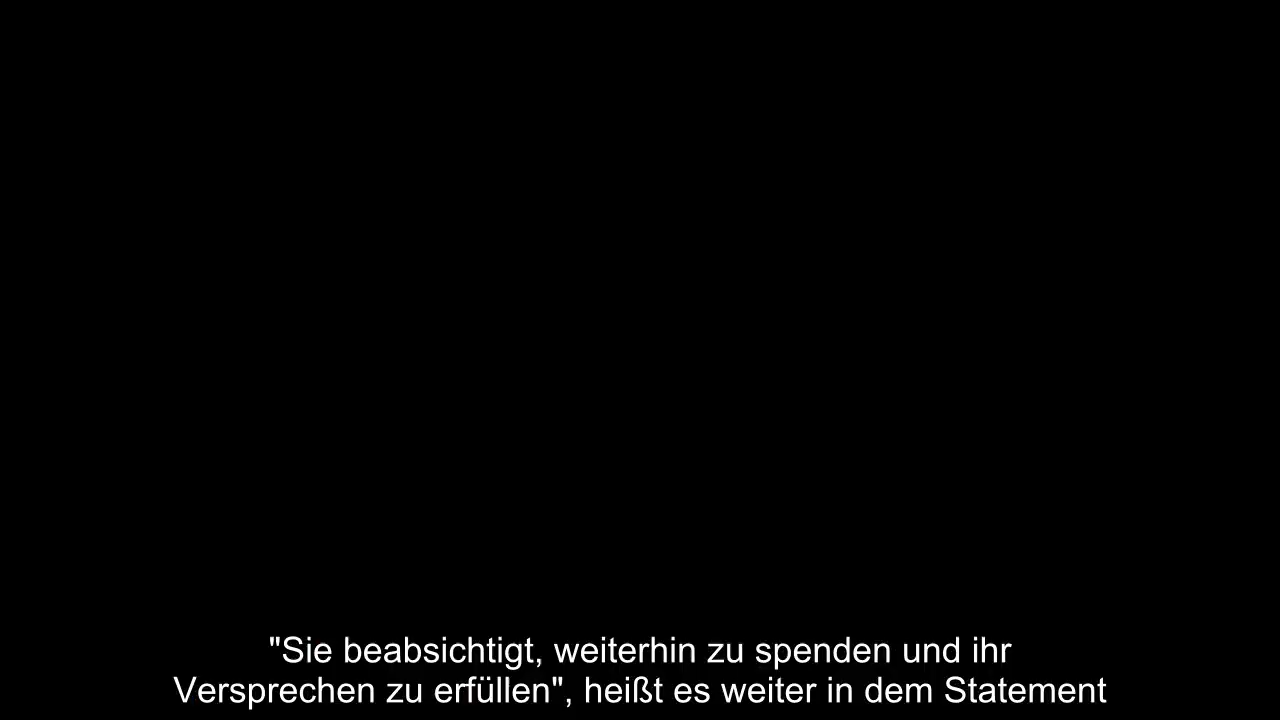 "Sie beabsichtigt, weiterhin zu spenden und ihr
Versprechen zu erfüllen", heißt es weiter in dem Statement